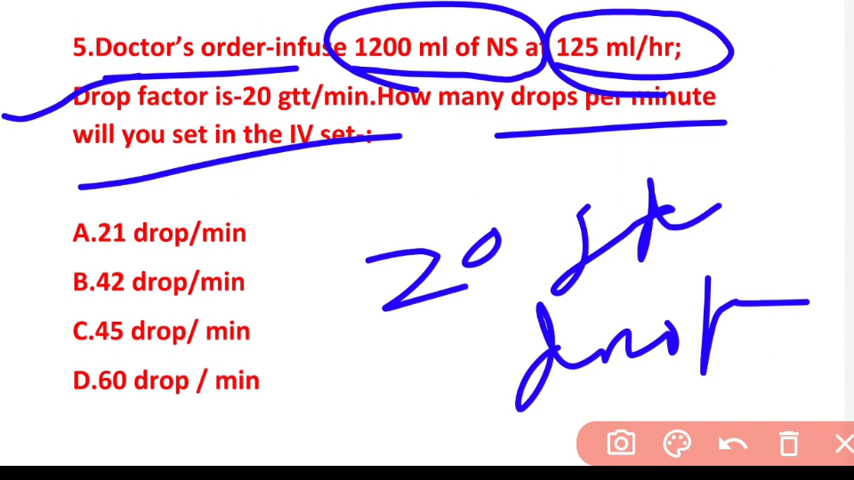 5.Doctor's order-infuse 1200 ml of NS at 125 ml/hr;
Drop factor is-20 gtt/min.How many drops per minute
will you set in the IV set-:
A.21 drop/min
B.42 drop/min
C.45 drop/ min
D.60 drop / min
20